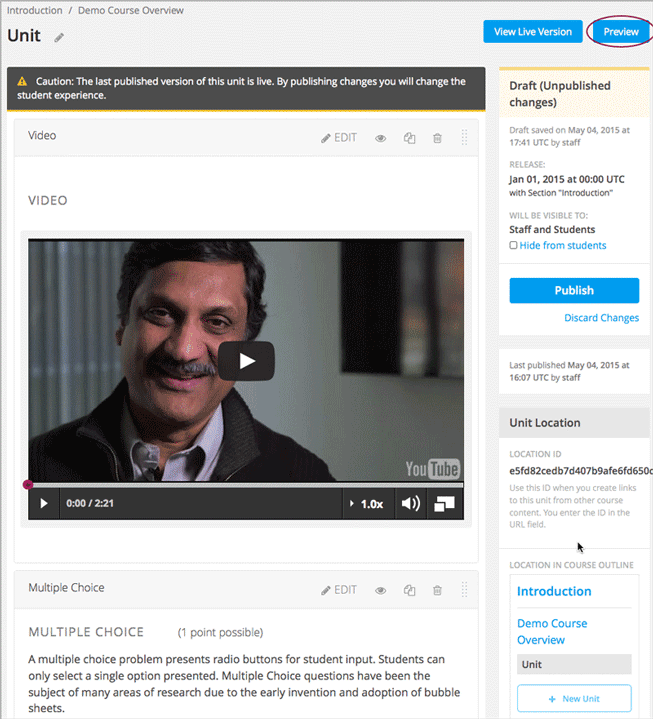 Introduction / Demo Course Overview
Unit
View Live Version
Preview
Caution: The last published version of this unit is live. By publishing changes you will change the
student experience.
Video
EDIT
VIDEO
YouTube
0:00 / 2:21
1.0x
Multiple Choice
EDIT
MULTIPLE CHOICE (1 point possible)
A multiple choice problem presents radio buttons for student input. Students can
only select a single option presented. Multiple Choice questions have been the
subject of many areas of research due to the early invention and adoption of bubble
sheets.
Draft (Unpublished
changes)
Draft saved on May 04, 2015 at
17:41 UTC by staff
RELEASE:
Jan 01, 2015 at 00:00 UTC
with Section "Introduction"
WILL BE VISIBLE TO:
Staff and Students
Hide from students
Publish
Discard Changes
Last published May 04, 2015 at
16:07 UTC by staff
Unit Location
LOCATION ID
e5fd82cedb7d407b9afe6fd650c
Use this ID when you create links
to this unit from other course
content. You enter the ID in the
URL field.
LOCATION IN COURSE OUTLINE
Introduction
Demo Course
Overview
Unit
+ New Unit